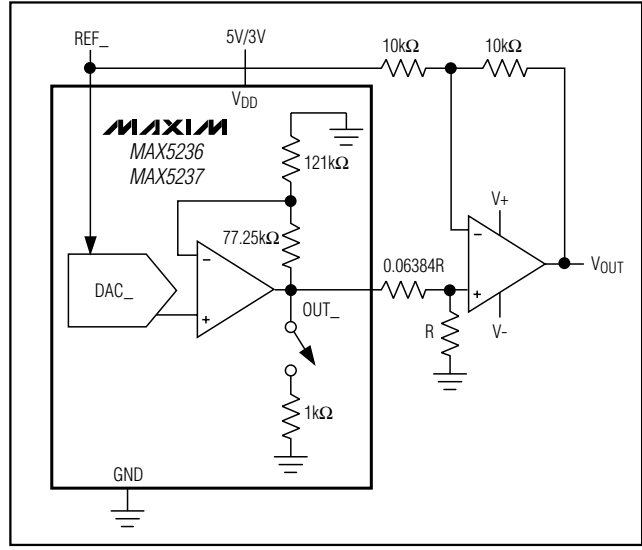 REF_
5V/3V
10kΩ
10kΩ
VDD
MAXIM
MAX5236
MAX5237
121kΩ
77.25kΩ
V+
−
−
0.06384R
VOUT
DAC_
+
OUT_
+
R
V-
1kΩ
GND